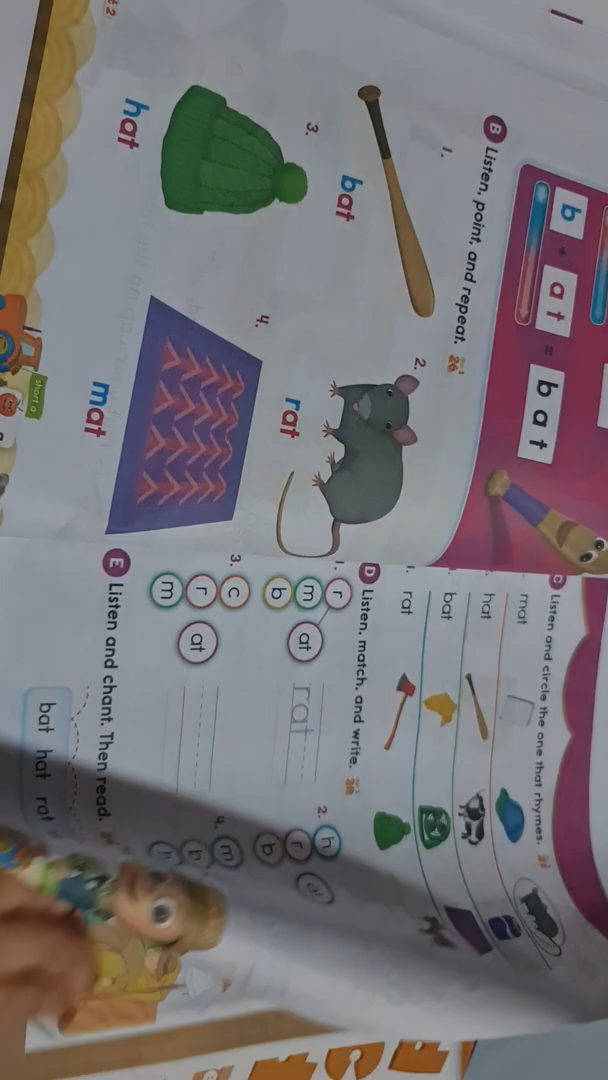 b + at = bat
B Listen, point, and repeat. 26
1.
bat
2.
rat
3.
hat
4.
mat
short a
C Listen and circle the one that rhymes.
mat
hat
bat
rat
D Listen, match, and write. 28
1.
r
m at rat
b
2.
h
r
b
3.
c
r at
m
4.
m
b
E Listen and chant. Then read.
bat hat rat